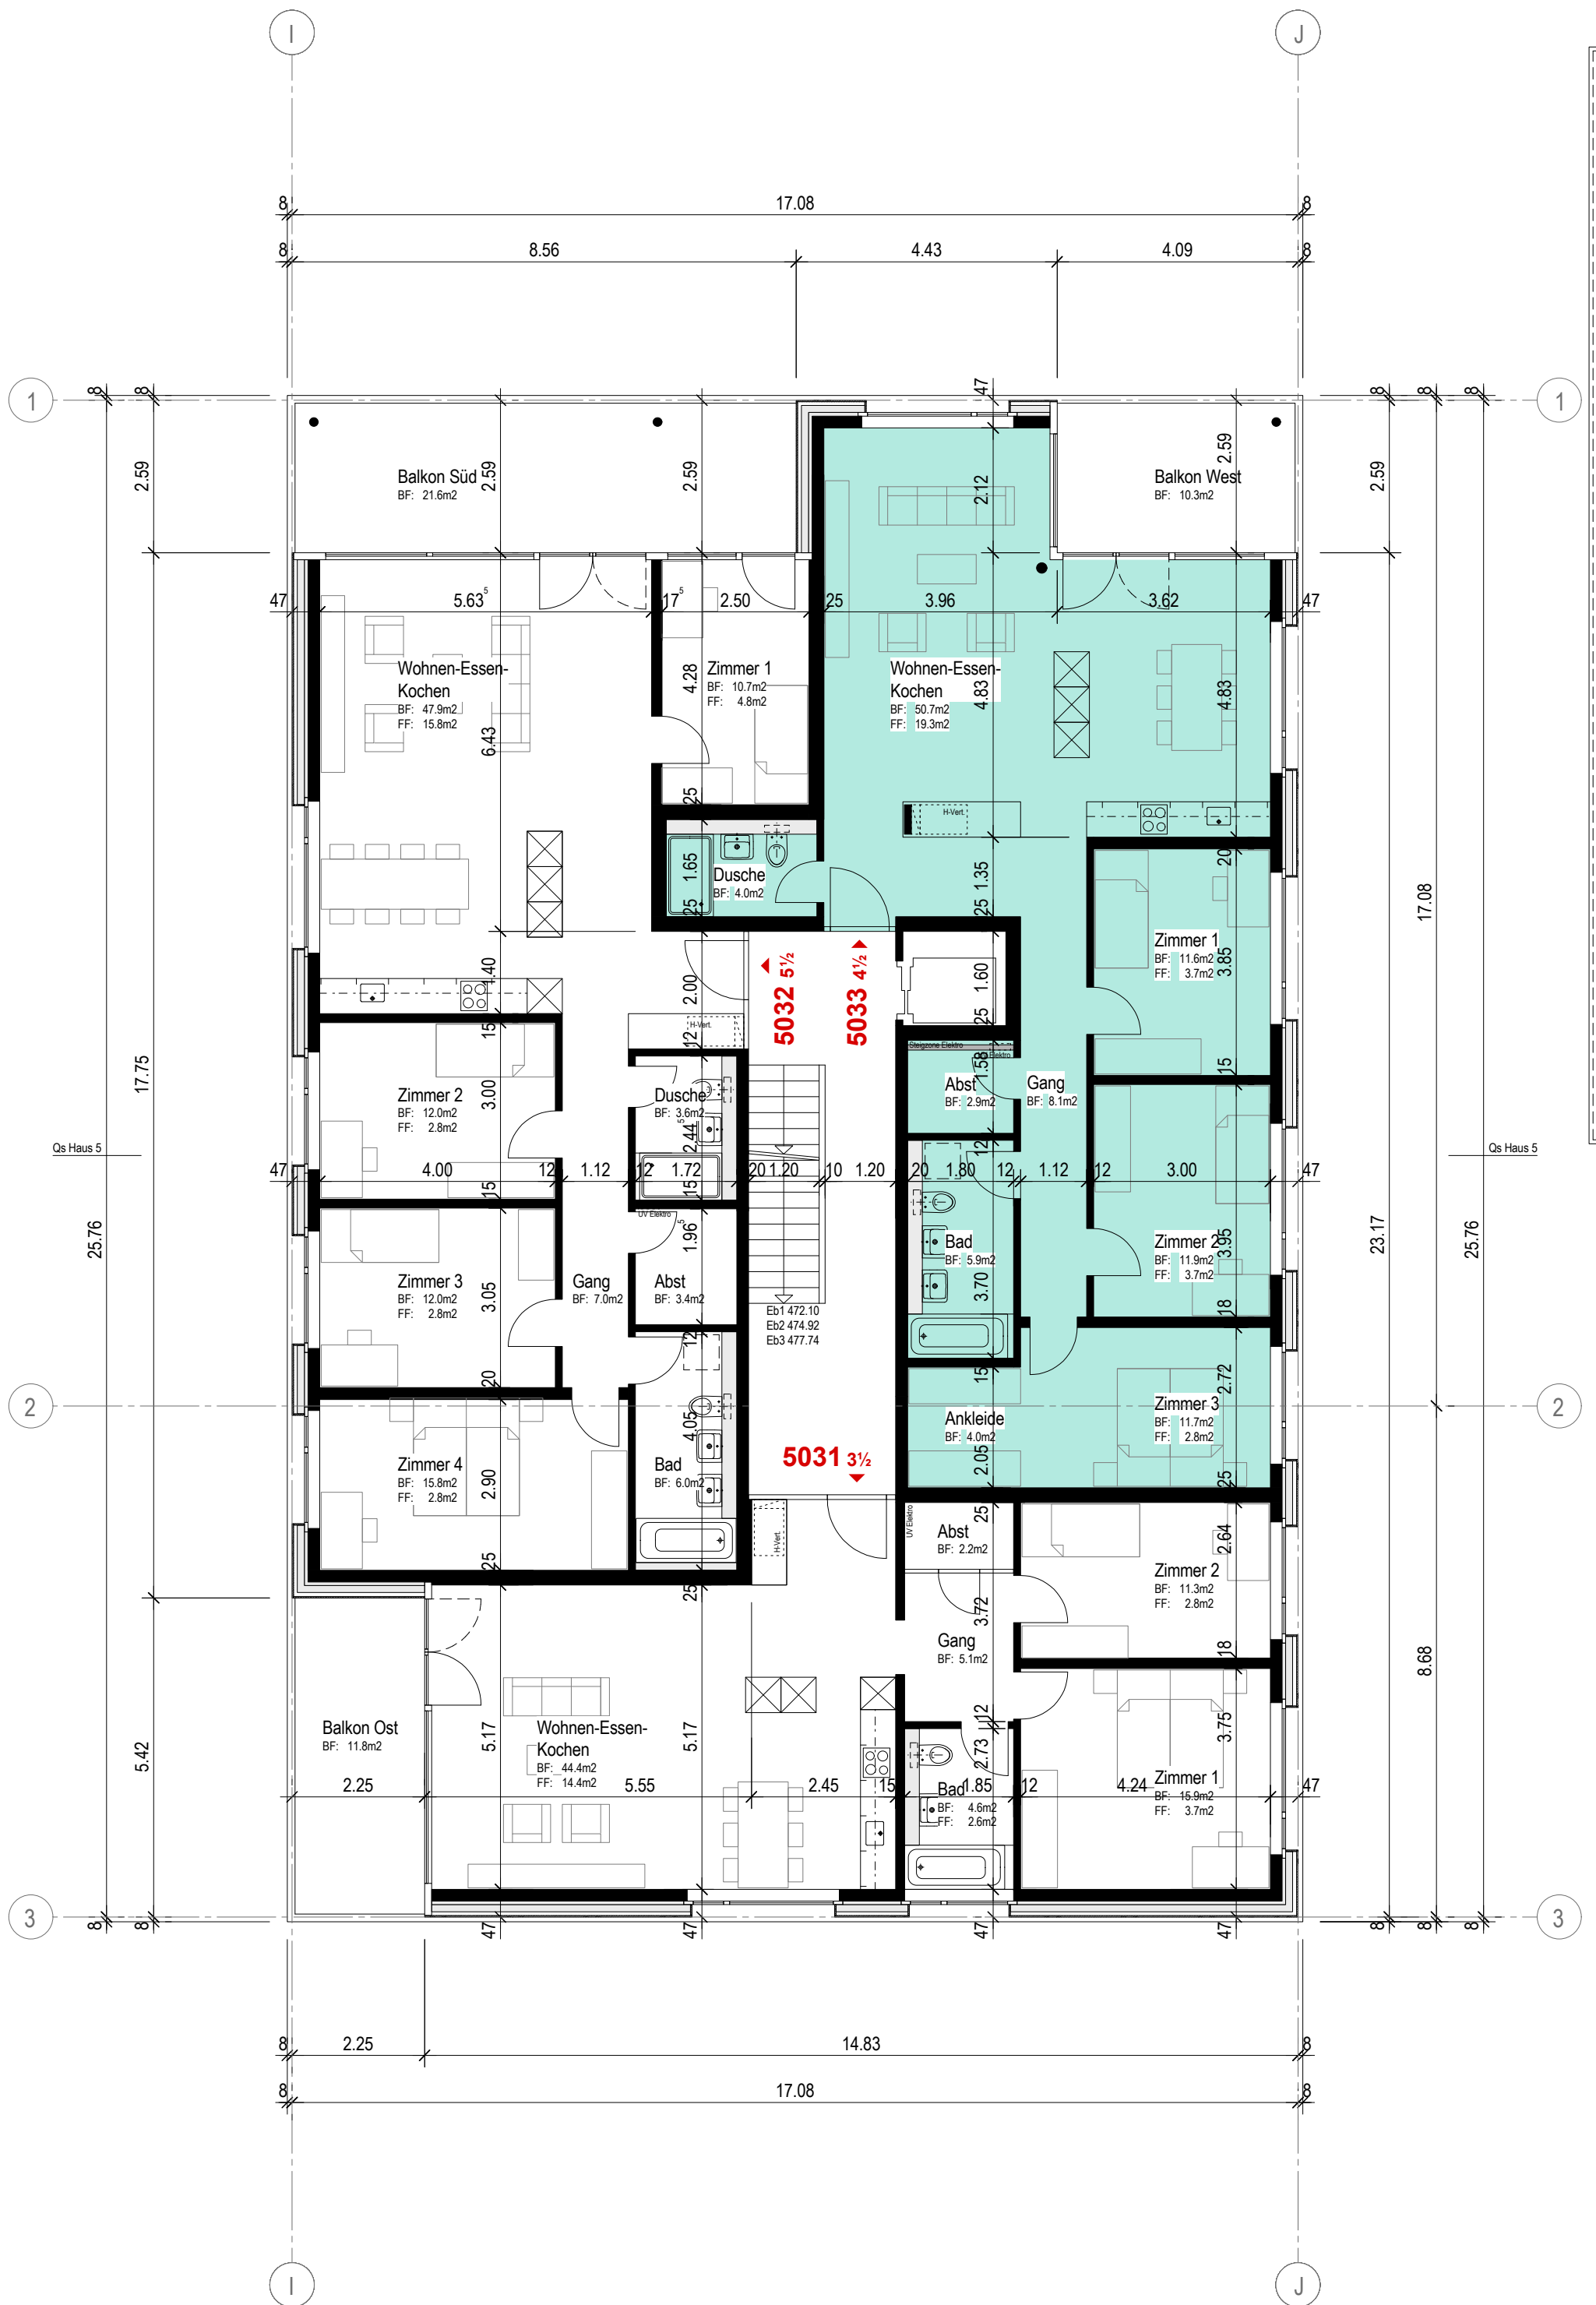 I
J
8
17.08
8
8
8.56
4.43
4.09
8
1
8
8
47
8
8
8
1
2.59
Balkon Süd
BF: 21.6m2
2.59
2.59
2.12
Balkon West
BF: 10.3m2
2.59
2.59
47
5.63⁵
17⁵
2.50
25
3.96
3.62
47
Wohnen-Essen-
Kochen
BF: 47.9m2
FF: 15.8m2
6.43
4.28
Zimmer 1
BF: 10.7m2
FF: 4.8m2
25
Wohnen-Essen-
Kochen
BF: 50.7m2
FF: 19.3m2
4.83
4.83
H-Vert.
1.65
Dusche
BF: 4.0m2
25
1.35
25
20
17.08
Zimmer 1
BF: 11.6m2
FF: 3.7m2
3.85
15
1.40
2.00
12
H-Vert.
5032 5½
5033 4½
1.60
25
15
17.75
Zimmer 2
BF: 12.0m2
FF: 2.8m2
3.00
15
Dusche
BF: 3.6m2
2.44⁵
15
Steigzone Elektro
Abst
BF: 2.9m2
1.58
Gang
BF: 8.1m2
12
Qs Haus 5
Qs Haus 5
47
4.00
12
1.12
12
1.72
20
1.20
10
1.20
20
1.80
12
1.12
12
3.00
47
25.76
UV Elektro
1.96⁵
Zimmer 3
BF: 12.0m2
FF: 2.8m2
3.05
20
Gang
BF: 7.0m2
Abst
BF: 3.4m2
12
Eb1 472.10
Eb2 474.92
Eb3 477.74
Bad
BF: 5.9m2
3.70
15
Zimmer 2
BF: 11.9m2
FF: 3.7m2
3.95
18
23.17
25.76
2
2
Zimmer 4
BF: 15.8m2
FF: 2.8m2
2.90
25
4.05
Bad
BF: 6.0m2
25
5031 3½
Ankleide
BF: 4.0m2
2.05
25
Zimmer 3
BF: 11.7m2
FF: 2.8m2
2.72
25
H-Vert.
UV Elektro
Abst
BF: 2.2m2
3.72
Gang
BF: 5.1m2
12
Zimmer 2
BF: 11.3m2
FF: 2.8m2
2.64
18
8.68
5.42
Balkon Ost
BF: 11.8m2
5.17
Wohnen-Essen-
Kochen
BF: 44.4m2
FF: 14.4m2
5.17
2.73
Bad
BF: 4.6m2
FF: 2.6m2
Zimmer 1
BF: 15.9m2
FF: 3.7m2
3.75
2.25
5.55
2.45
15
1.85
12
4.24
47
3
8
8
47
47
47
47
8
8
8
3
8
2.25
14.83
8
8
17.08
8
I
J